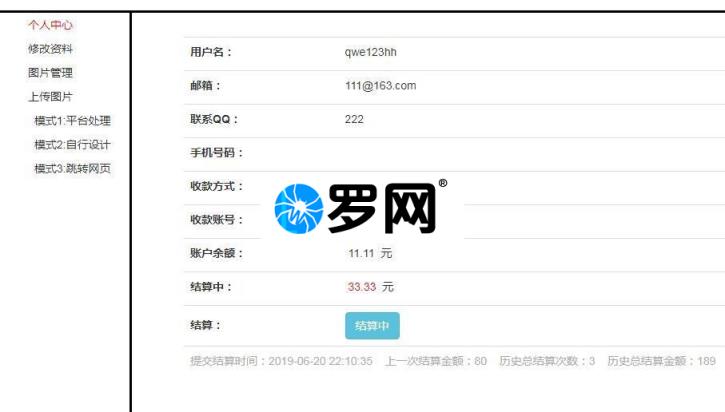 个人中心
修改资料
图片管理
上传图片
模式1:平台处理
模式2:自行设计
模式3:跳转网页
用户名： qwe123hh
邮箱： 111@163.com
联系QQ： 222
手机号码：
收款方式：
收款账号：
罗网®
账户余额： 11.11 元
结算中： 33.33 元
结算： 结算中
提交结算时间：2019-06-20 22:10:35 上一次结算金额：80 历史总结算次数：3 历史总结算金额：189